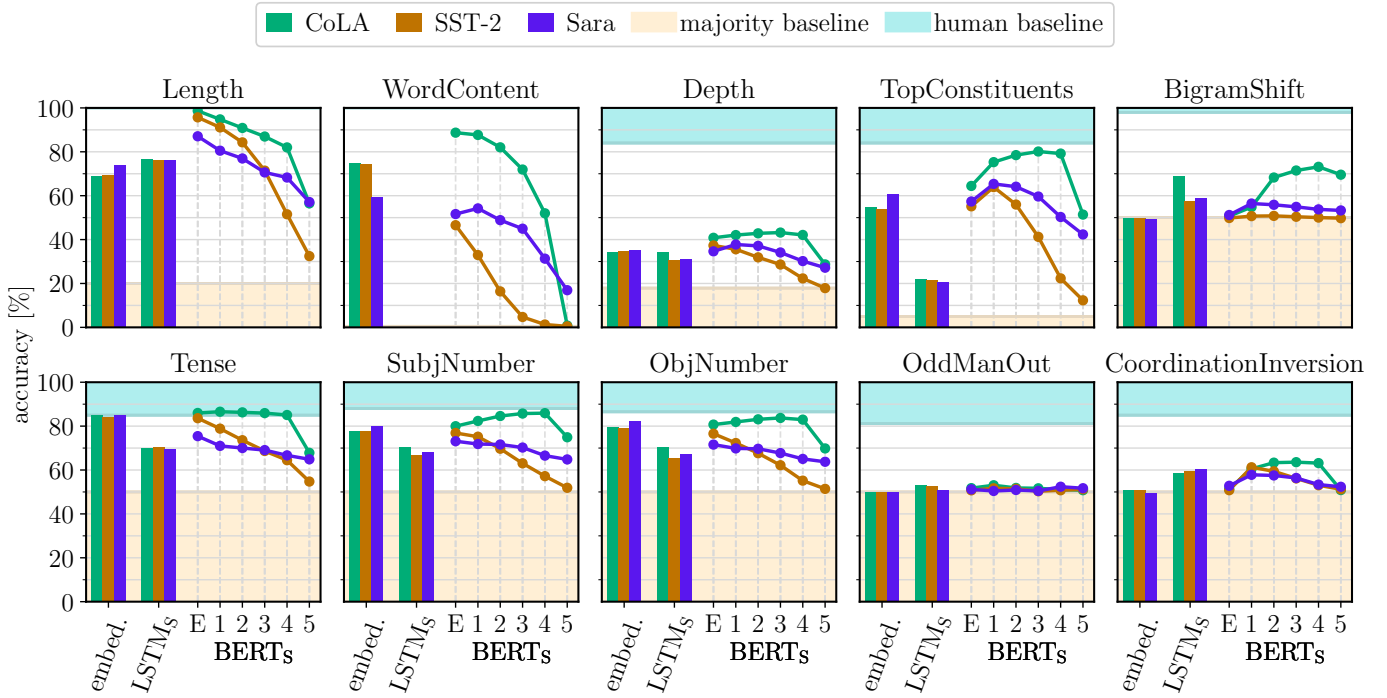 CoLA SST-2 Sara majority baseline human baseline
Length WordContent Depth TopConstituents BigramShift
100
80
60
40
20
0
accuracy [%]
Tense SubjNumber ObjNumber OddManOut CoordinationInversion
100
80
60
40
20
0
embed. LSTMS E 1 2 3 4 5 embed. LSTMS E 1 2 3 4 5 embed. LSTMS E 1 2 3 4 5 embed. LSTMS E 1 2 3 4 5 embed. LSTMS E 1 2 3 4 5
BERTS BERTS BERTS BERTS BERTS